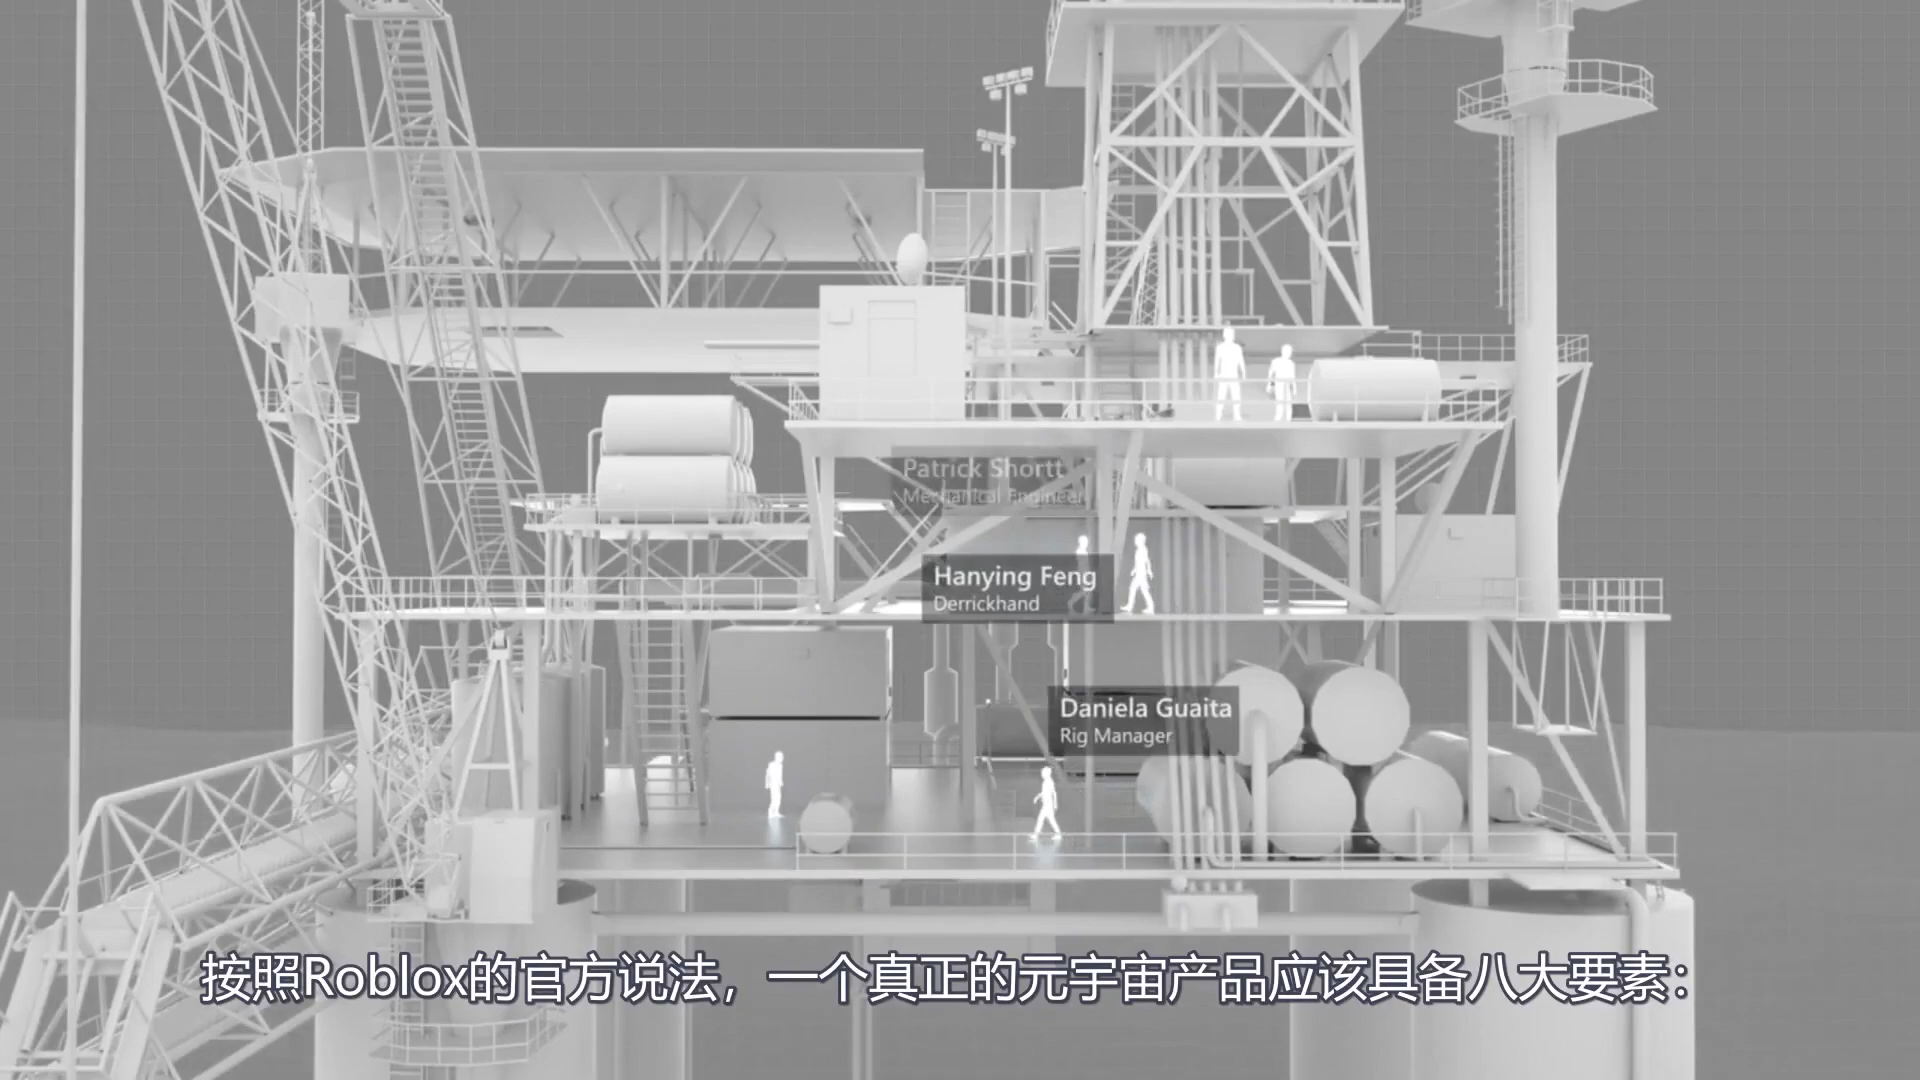 Patrick Shortt
Mechanical Engineer
Hanying Feng
Derrickhand
Daniela Guaita
Rig Manager
按照Roblox的官方说法，一个真正的元宇宙产品应该具备八大要素：